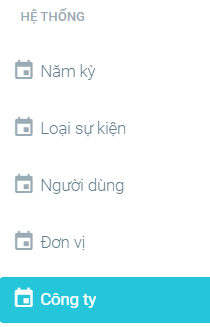 HỆ THỐNG
Năm kỳ
Loại sự kiện
Người dùng
Đơn vị
Công ty